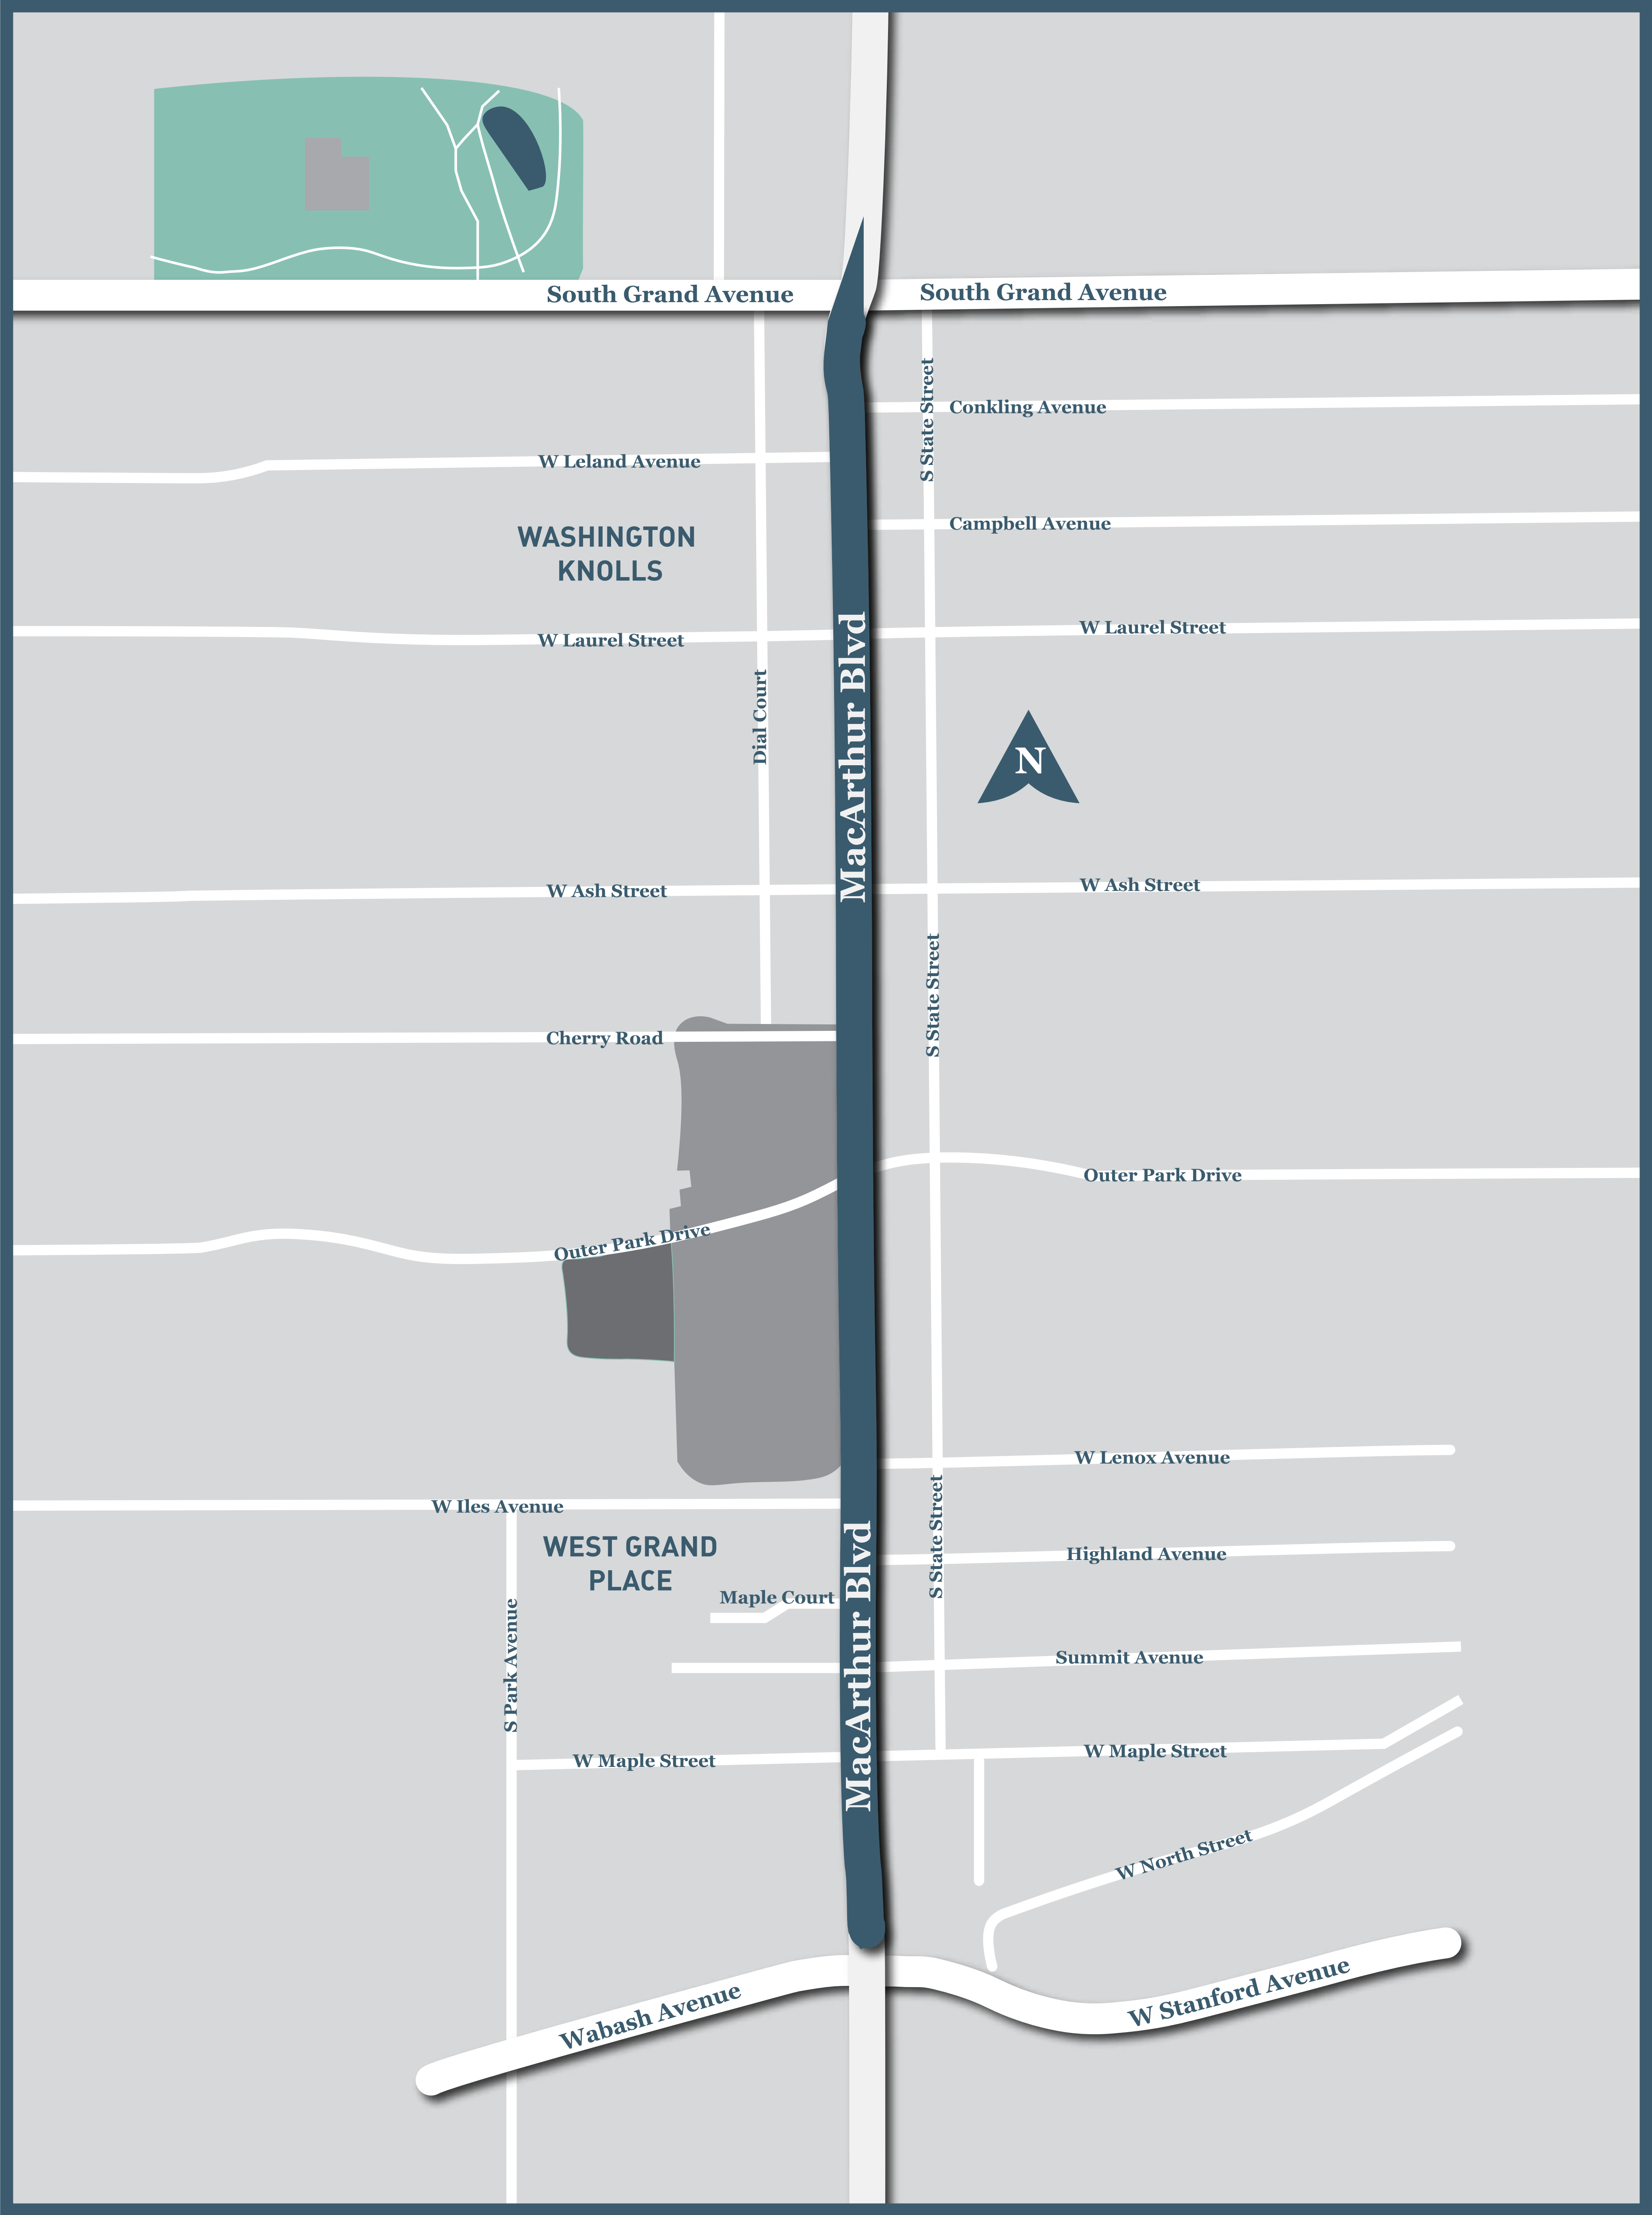 South Grand Avenue
South Grand Avenue
S State Street
Conkling Avenue
W Leland Avenue
Campbell Avenue
WASHINGTON
KNOLLS
W Laurel Street
W Laurel Street
Dial Court
MacArthur Blvd
N
W Ash Street
W Ash Street
S State Street
Cherry Road
Outer Park Drive
Outer Park Drive
W Lenox Avenue
W Iles Avenue
S State Street
WEST GRAND
PLACE
Highland Avenue
Maple Court
MacArthur Blvd
S Park Avenue
Summit Avenue
W Maple Street
W Maple Street
W North Street
Wabash Avenue
W Stanford Avenue